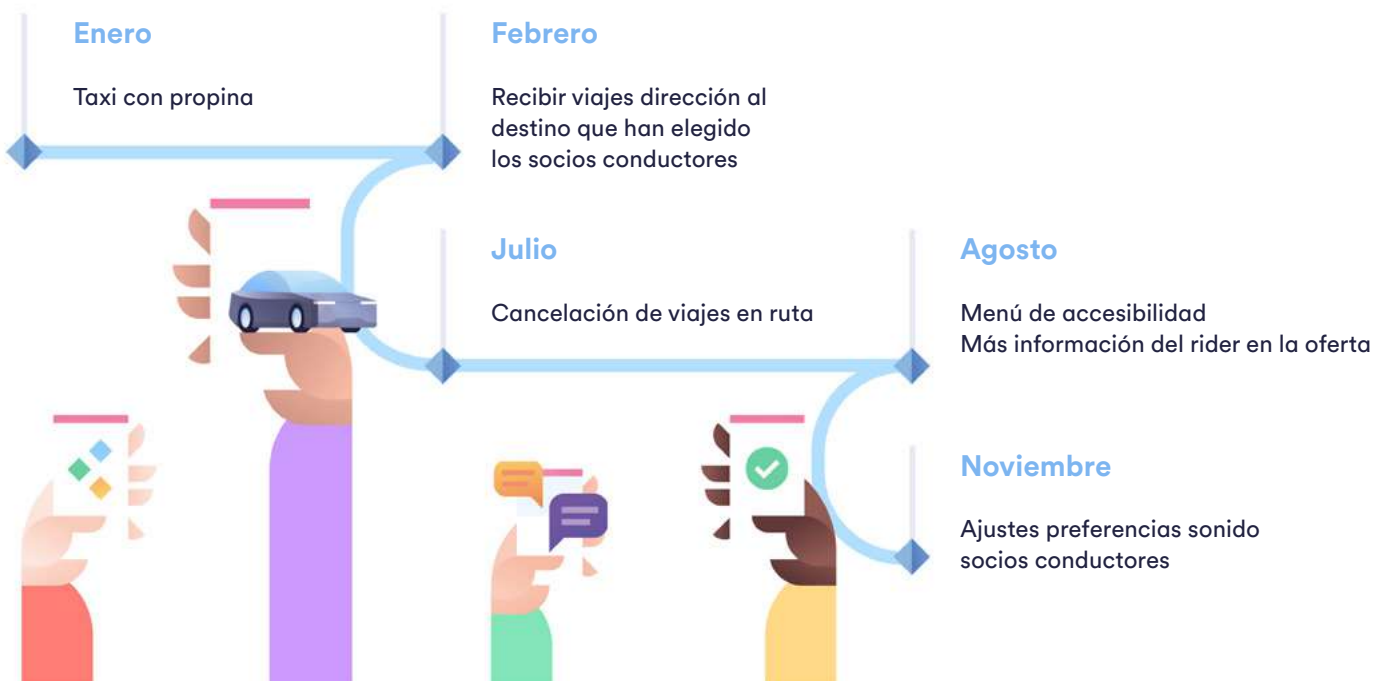 Enero
Taxi con propina
Febrero
Recibir viajes dirección al
destino que han elegido
los socios conductores
Julio
Cancelación de viajes en ruta
Agosto
Menú de accesibilidad
Más información del rider en la oferta
Noviembre
Ajustes preferencias sonido
socios conductores